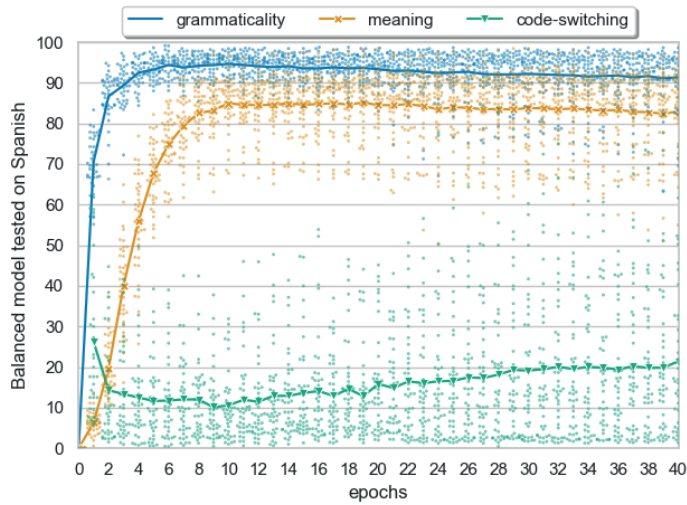 grammaticality meaning code-switching
Balanced model tested on Spanish
100
90
80
70
60
50
40
30
20
10
0
0 2 4 6 8 10 12 14 16 18 20 22 24 26 28 30 32 34 36 38 40
epochs